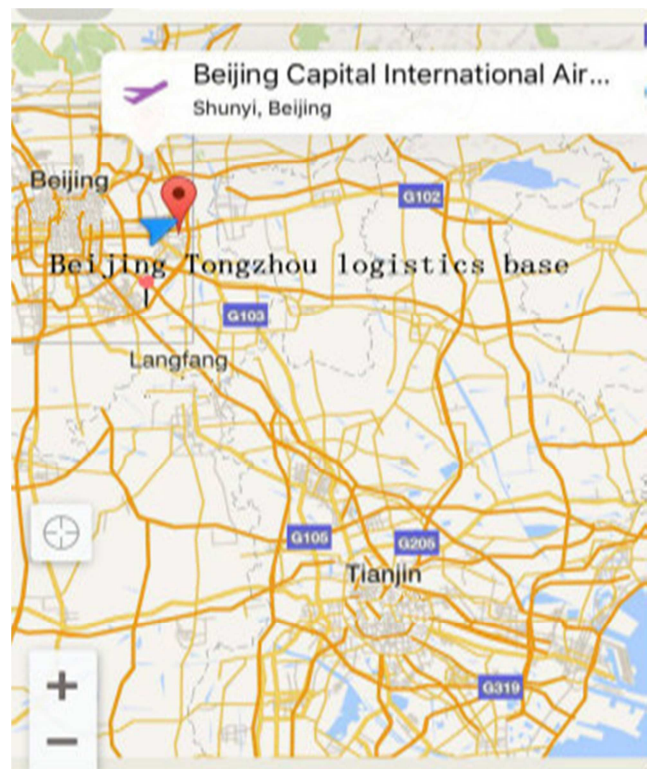 Beijing Capital International Air...
Shunyi, Beijing
Beijing
G102
Beijing Tongzhou logistics base
G103
Langfang
G105
G205
Tianjin
G319